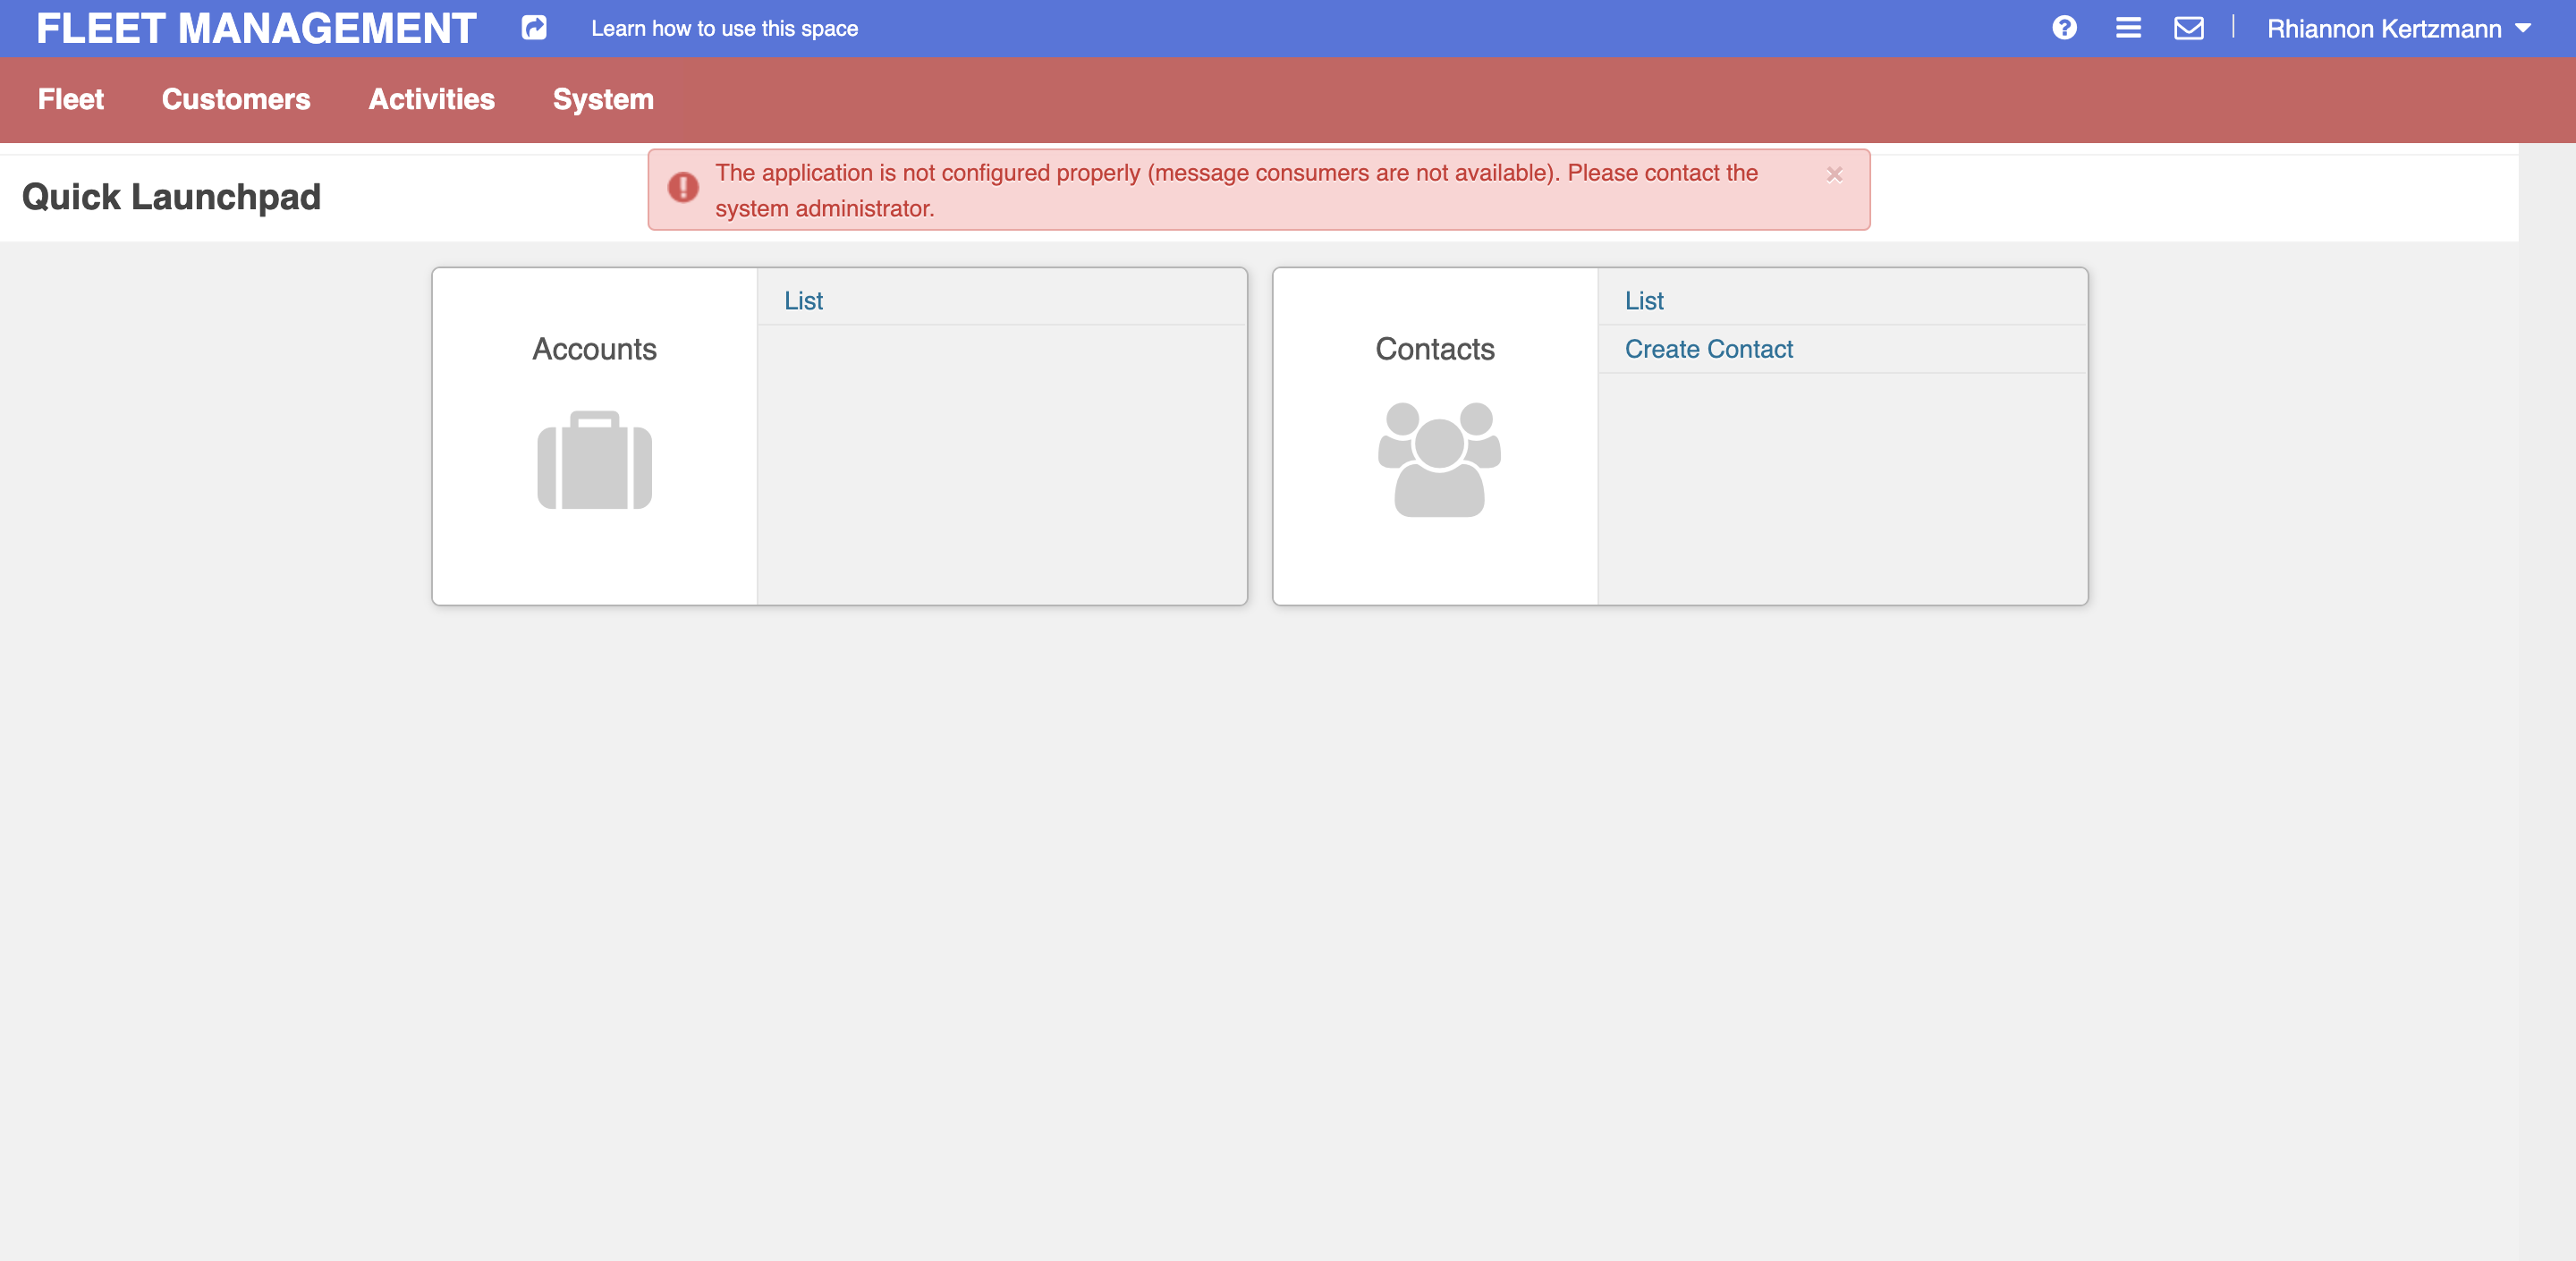 FLEET MANAGEMENT
Learn how to use this space
Rhiannon Kertzmann
Fleet
Customers
Activities
System
Quick Launchpad
The application is not configured properly (message consumers are not available). Please contact the
system administrator.
Accounts
List
Contacts
List
Create Contact